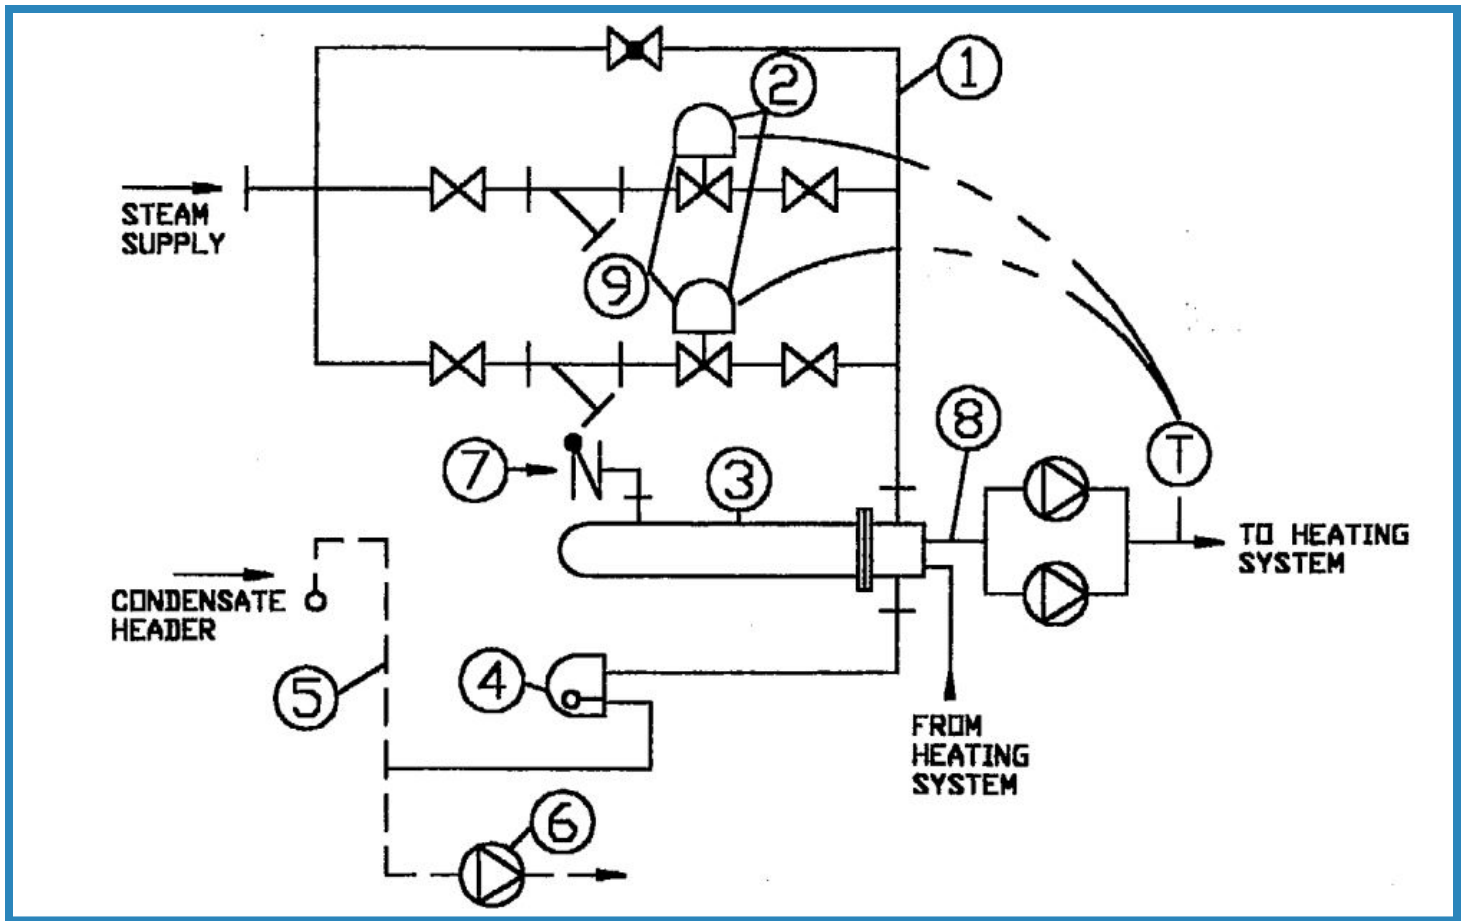 1
2
STEAM
SUPPLY
9
8
T
7
3
TO HEATING
SYSTEM
CONDENSATE
HEADER
5
4
FROM
HEATING
SYSTEM
6